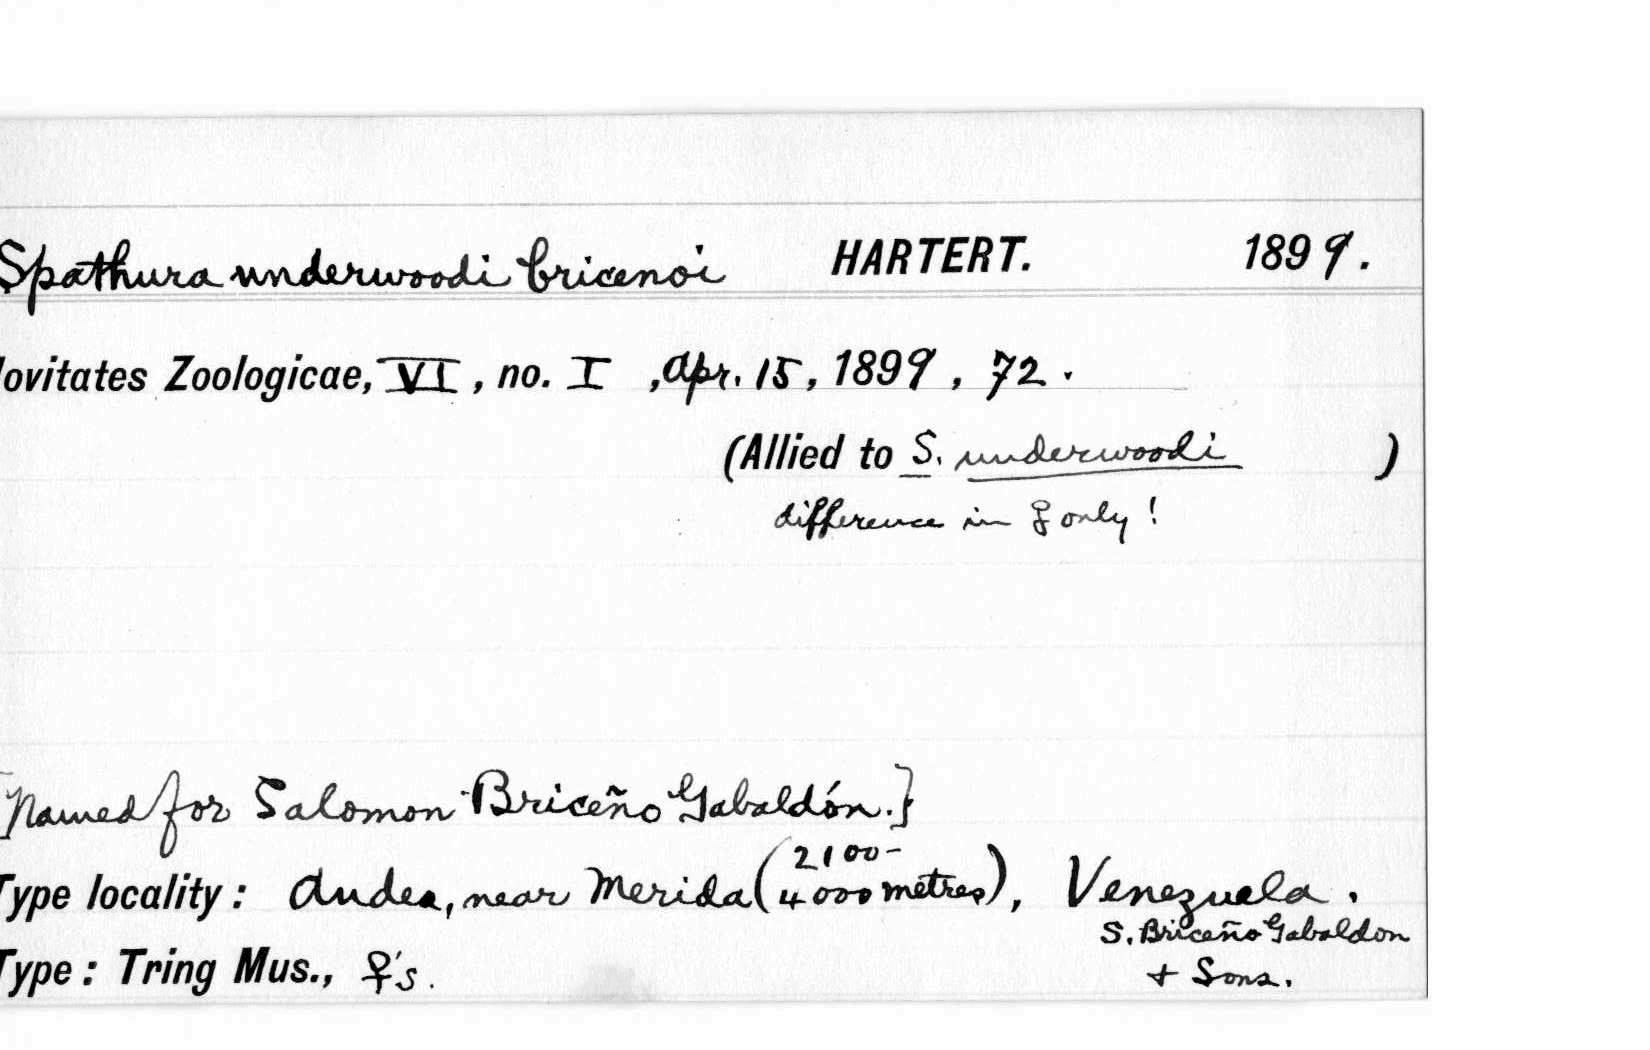 Spathura underwoodi bricenoi HARTERT. 1899.
ovitates Zoologicae, VI, no. I, Apr. 15, 1899, 72.
(Allied to S. underwoodi )
difference in ♀ only!
[Named for Salomon Briceño Gabaldón.]
2100-
Type locality: Andes, near Merida (4000 metres), Venezuela.
S. Briceño Gabaldon
Type: Tring Mus., ♀'s. + Sons.